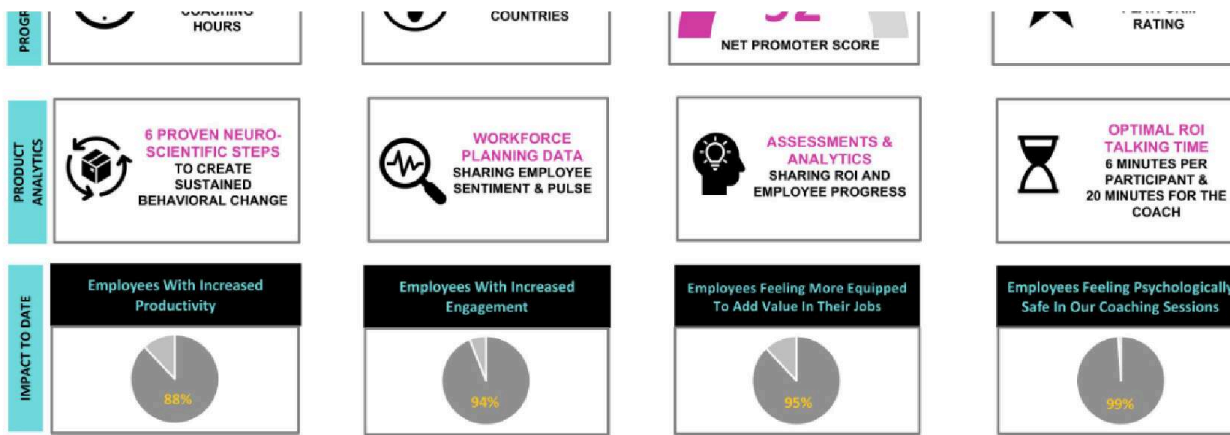 HOURS
COUNTRIES
NET PROMOTER SCORE
RATING
PRODUCT
ANALYTICS
6 PROVEN NEURO-
SCIENTIFIC STEPS
TO CREATE
SUSTAINED
BEHAVIORAL CHANGE
WORKFORCE
PLANNING DATA
SHARING EMPLOYEE
SENTIMENT & PULSE
ASSESSMENTS &
ANALYTICS
SHARING ROI AND
EMPLOYEE PROGRESS
OPTIMAL ROI
TALKING TIME
6 MINUTES PER
PARTICIPANT &
20 MINUTES FOR THE
COACH
IMPACT TO DATE
Employees With Increased
Productivity
88%
Employees With Increased
Engagement
94%
Employees Feeling More Equipped
To Add Value In Their Jobs
95%
Employees Feeling Psychologically
Safe In Our Coaching Sessions
99%